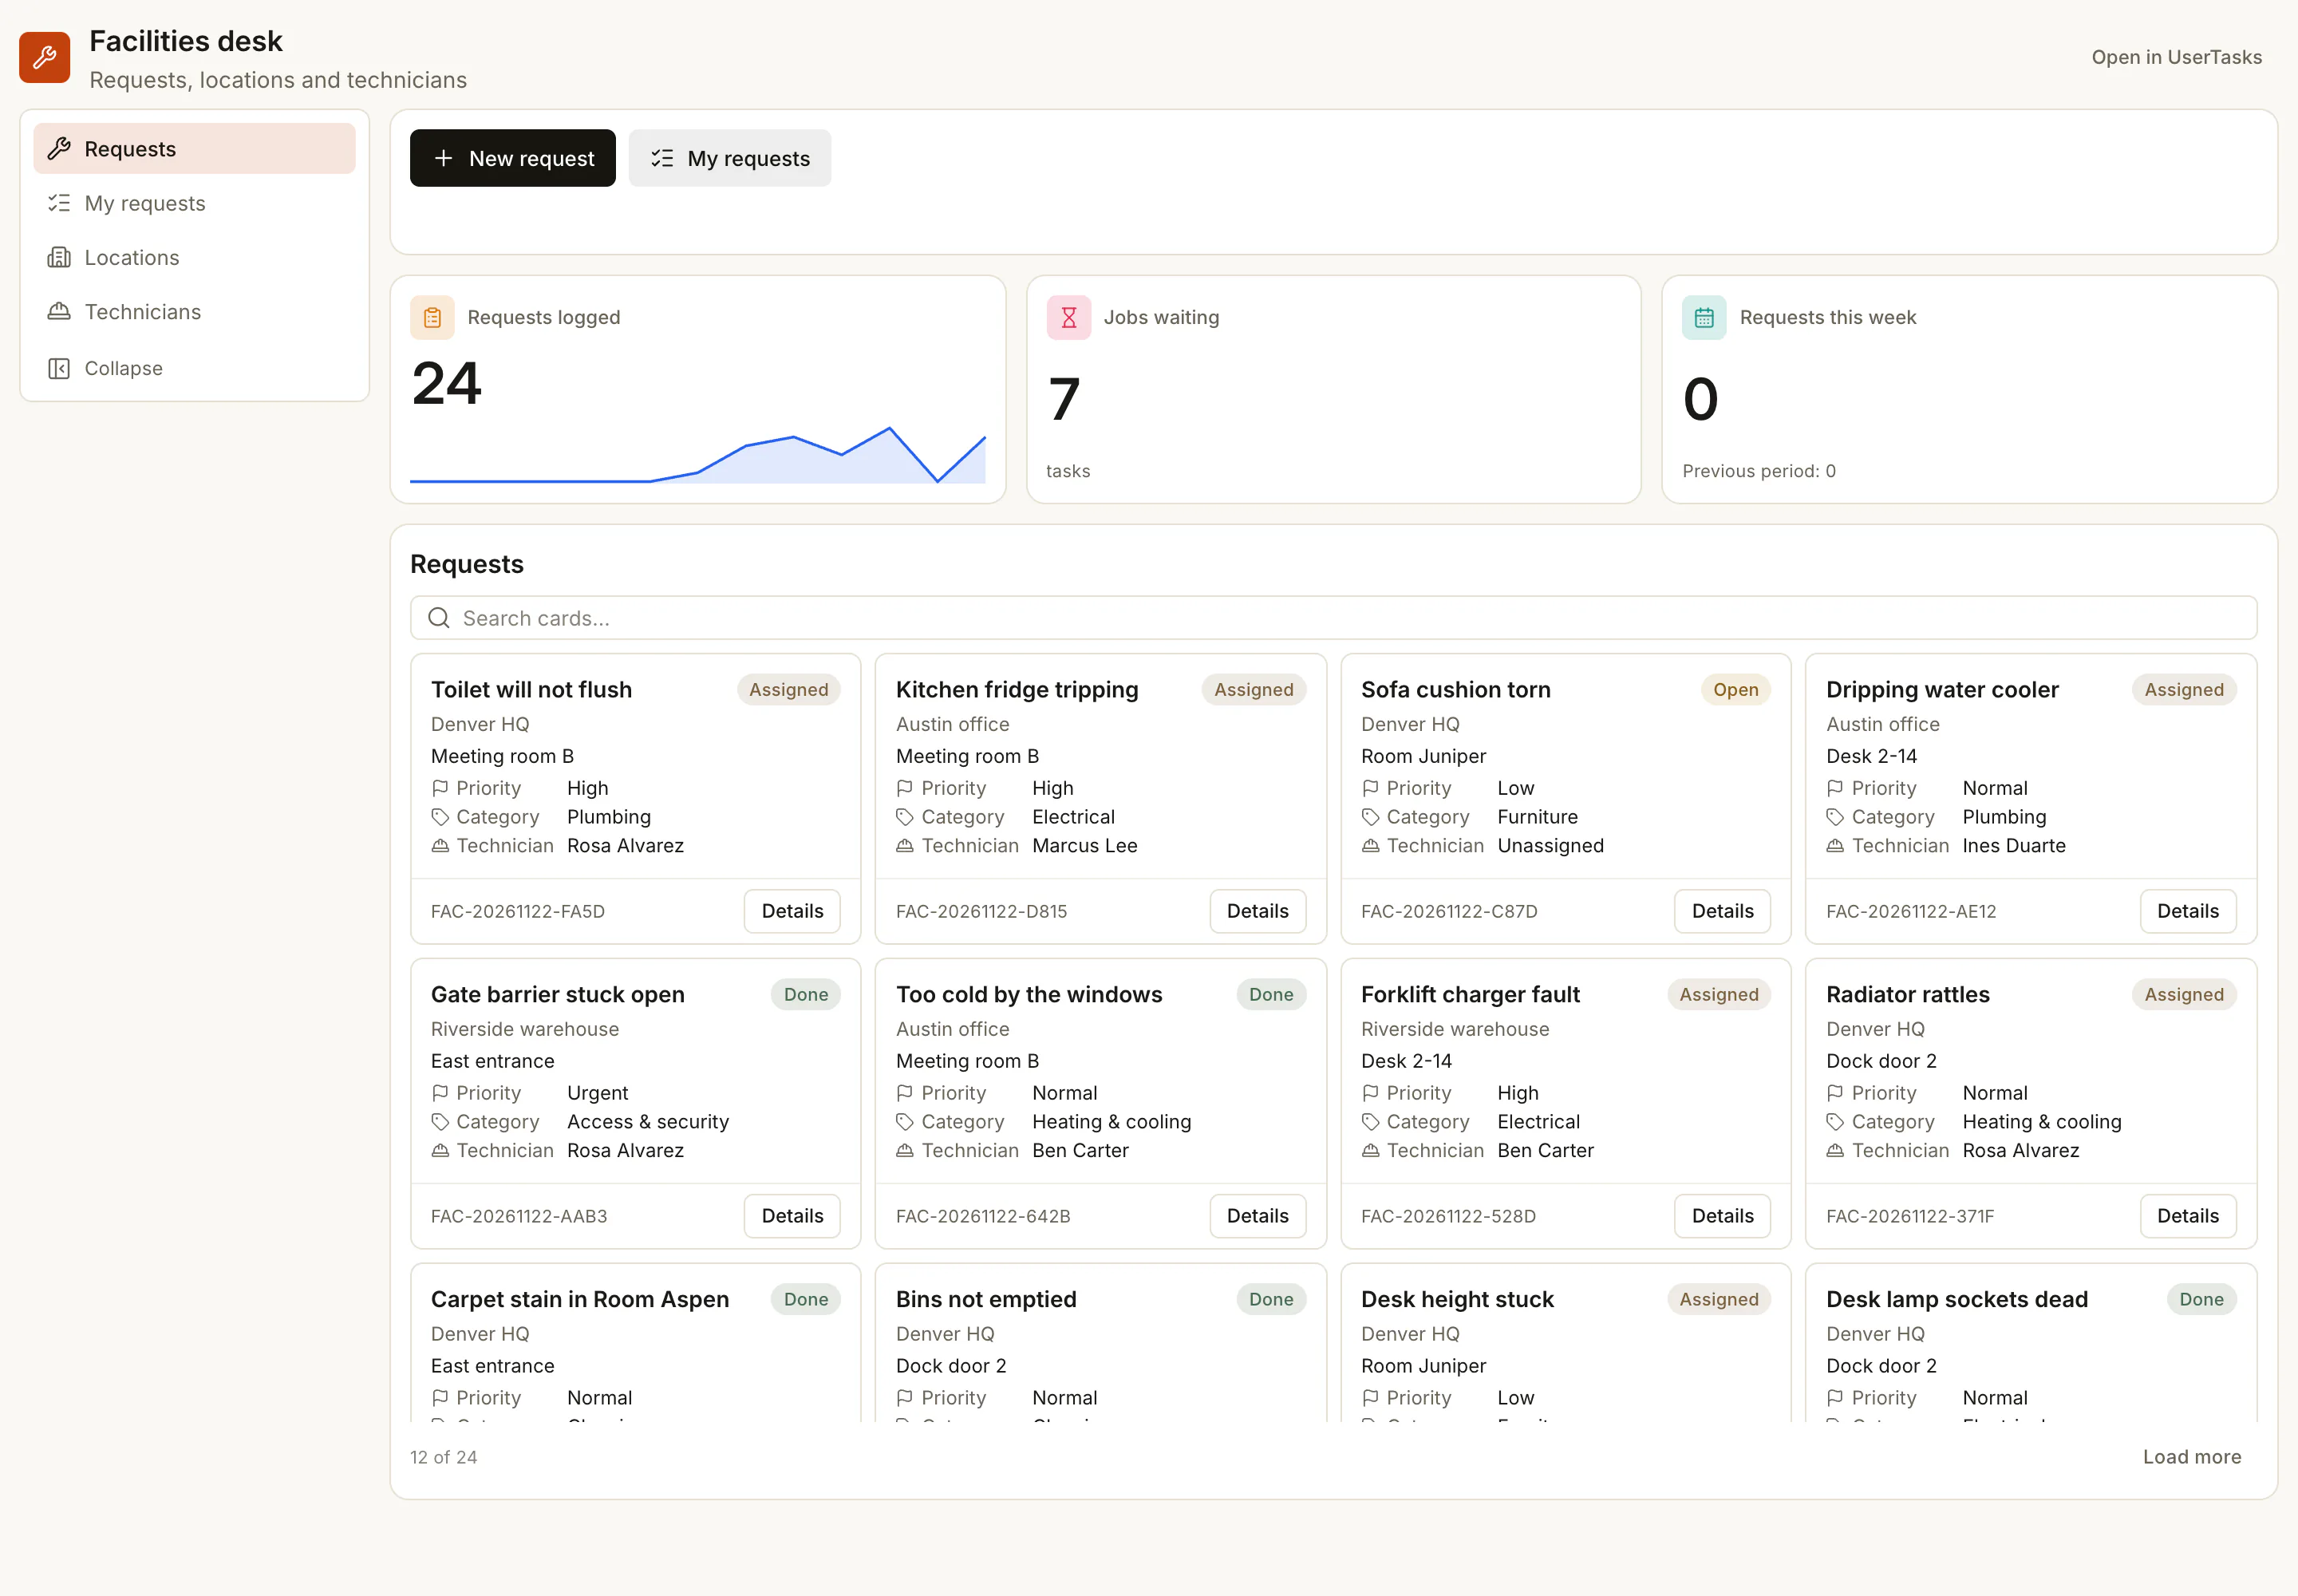 Facilities desk
Requests, locations and technicians
Open in UserTasks
Requests
My requests
Locations
Technicians
Collapse
New request
My requests
Requests logged
24
Jobs waiting
7
tasks
Requests this week
0
Previous period: 0
Requests
Search cards...
Toilet will not flush
Assigned
Denver HQ
Meeting room B
Priority High
Category Plumbing
Technician Rosa Alvarez
FAC-20261122-FA5D
Details
Kitchen fridge tripping
Assigned
Austin office
Meeting room B
Priority High
Category Electrical
Technician Marcus Lee
FAC-20261122-D815
Details
Sofa cushion torn
Open
Denver HQ
Room Juniper
Priority Low
Category Furniture
Technician Unassigned
FAC-20261122-C87D
Details
Dripping water cooler
Assigned
Austin office
Desk 2-14
Priority Normal
Category Plumbing
Technician Ines Duarte
FAC-20261122-AE12
Details
Gate barrier stuck open
Done
Riverside warehouse
East entrance
Priority Urgent
Category Access & security
Technician Rosa Alvarez
FAC-20261122-AAB3
Details
Too cold by the windows
Done
Austin office
Meeting room B
Priority Normal
Category Heating & cooling
Technician Ben Carter
FAC-20261122-642B
Details
Forklift charger fault
Assigned
Riverside warehouse
Desk 2-14
Priority High
Category Electrical
Technician Ben Carter
FAC-20261122-528D
Details
Radiator rattles
Assigned
Denver HQ
Dock door 2
Priority Normal
Category Heating & cooling
Technician Rosa Alvarez
FAC-20261122-371F
Details
Carpet stain in Room Aspen
Done
Denver HQ
East entrance
Priority Normal
Bins not emptied
Done
Denver HQ
Dock door 2
Priority Normal
Desk height stuck
Assigned
Denver HQ
Room Juniper
Priority Low
Desk lamp sockets dead
Done
Denver HQ
Dock door 2
Priority Normal
12 of 24
Load more